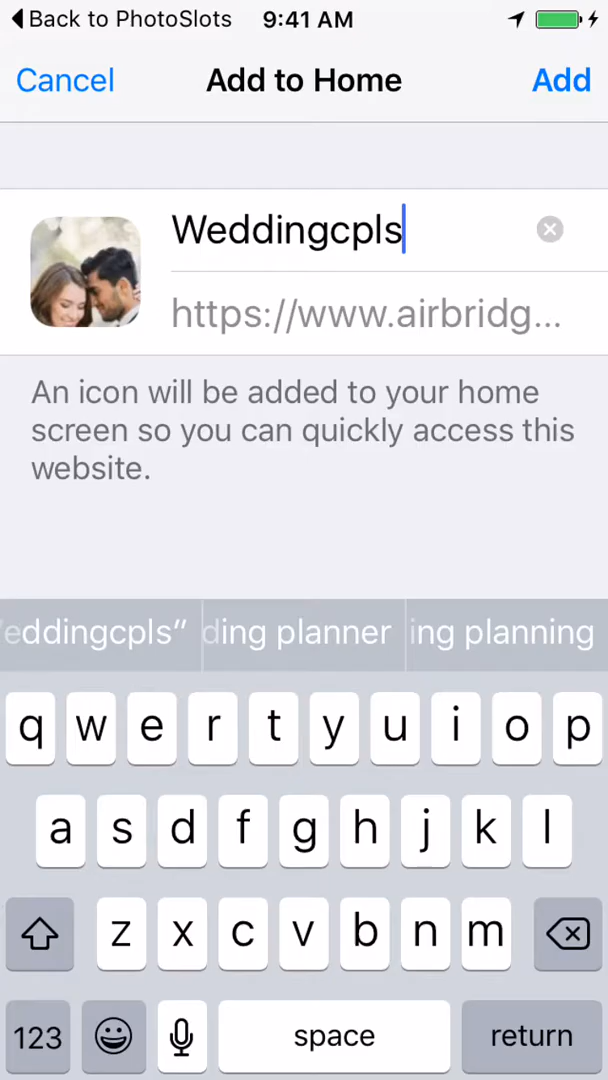 Back to PhotoSlots 9:41 AM
Cancel Add to Home Add
Weddingcpls
https://www.airbridg...
An icon will be added to your home
screen so you can quickly access this
website.
eddingcpls” ding planner ing planning
q w e r t y u i o p
a s d f g h j k l
z x c v b n m
123 space return